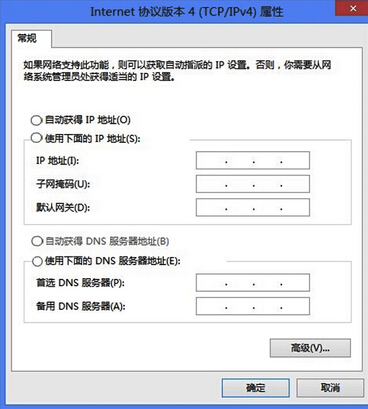 Internet 协议版本 4 (TCP/IPv4) 属性
常规
如果网络支持此功能，则可以获取自动指派的 IP 设置。否则，你需要从网
络系统管理员处获得适当的 IP 设置。
自动获得 IP 地址(O)
使用下面的 IP 地址(S):
IP 地址(I):
子网掩码(U):
默认网关(D):
自动获得 DNS 服务器地址(B)
使用下面的 DNS 服务器地址(E):
首选 DNS 服务器(P):
备用 DNS 服务器(A):
高级(V)...
确定
取消